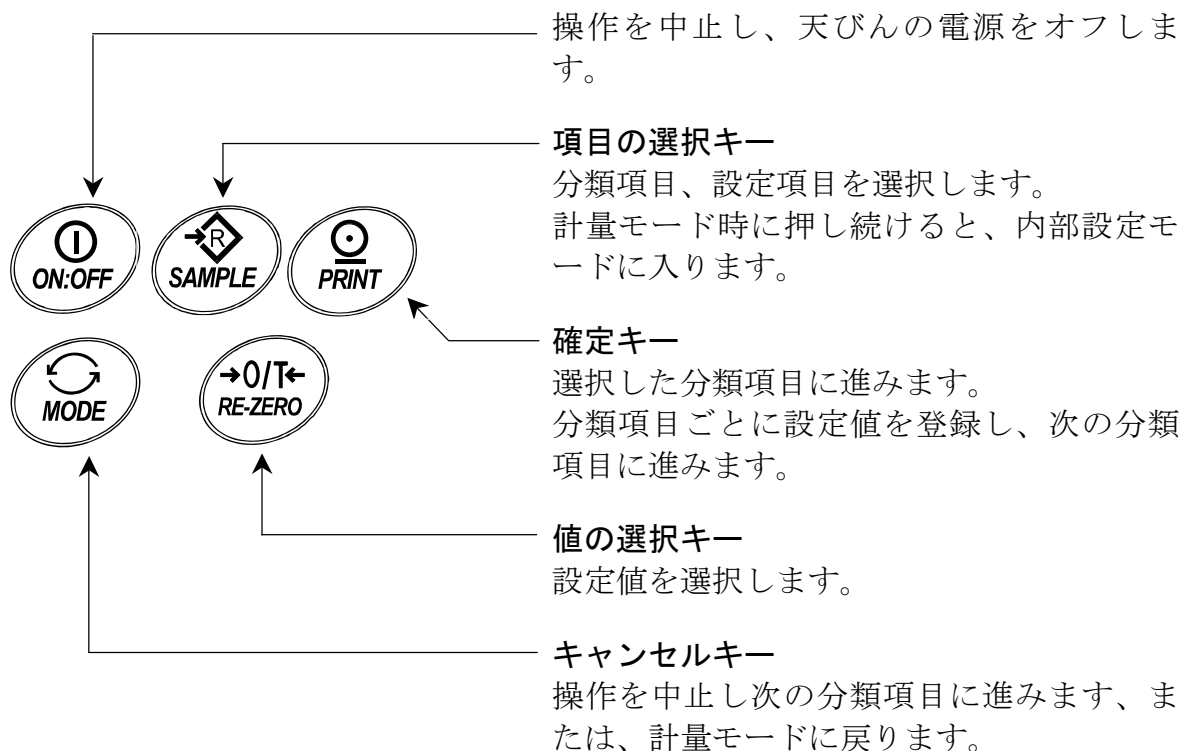 操作を中止し、天びんの電源をオフしま
す。
項目の選択キー
分類項目、設定項目を選択します。
計量モード時に押し続けると、内部設定モ
ードに入ります。
ON:OFF
R
SAMPLE
PRINT
確定キー
選択した分類項目に進みます。
分類項目ごとに設定値を登録し、次の分類
項目に進みます。
MODE
→0/T←
RE-ZERO
値の選択キー
設定値を選択します。
キャンセルキー
操作を中止し次の分類項目に進みます、ま
たは、計量モードに戻ります。